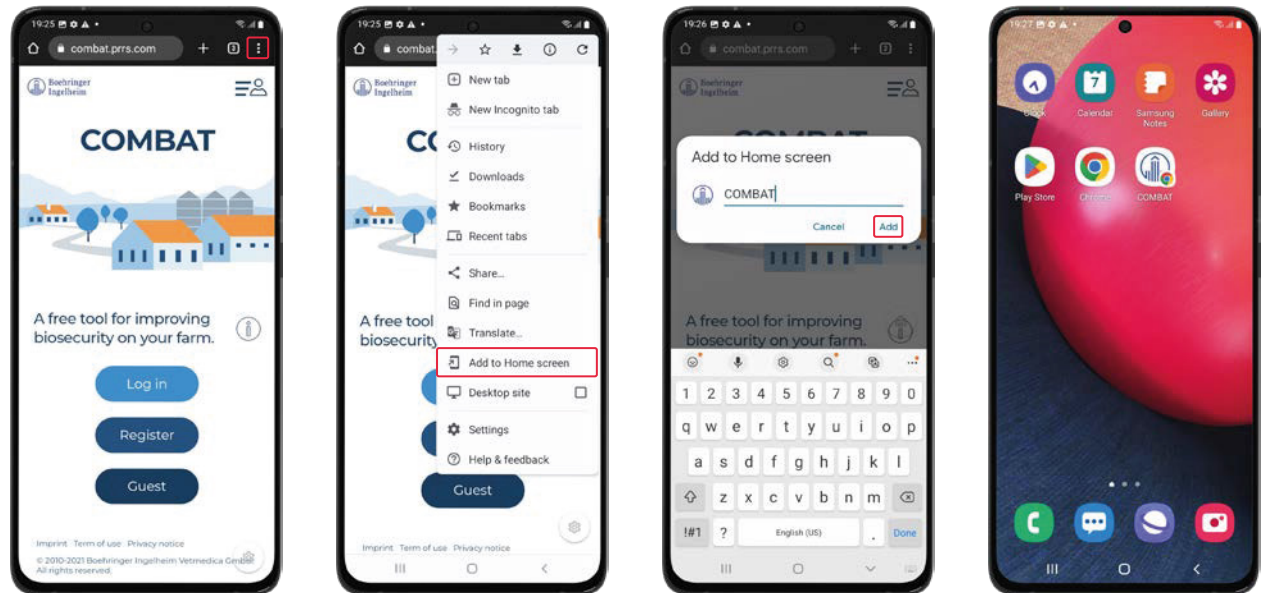 19:25
combat.prrs.com
3
Boehringer
Ingelheim
COMBAT
A free tool for improving
biosecurity on your farm.
Log in
Register
Guest
Imprint Term of use Privacy notice
© 2010-2021 Boehringer Ingelheim Vetmedica GmbH.
All rights reserved.
19:25
combat.
Boehringer
Ingelheim
CO
A free tool
biosecurity
New tab
New Incognito tab
History
Downloads
Bookmarks
Recent tabs
Share...
Find in page
Translate...
Add to Home screen
Desktop site
Settings
Help & feedback
Guest
Imprint Term of use Privacy notice
19:26
combat.prrs.com
3
Boehringer
Ingelheim
COMBAT
Add to Home screen
COMBAT
Cancel Add
A free tool for improving
biosecurity on your farm.
1 2 3 4 5 6 7 8 9 0
q w e r t y u i o p
a s d f g h j k l
z x c v b n m
!#1 ? English (US) . Done
19:27
7
Clock Calendar Samsung Notes Gallery
Play Store Chrome COMBAT